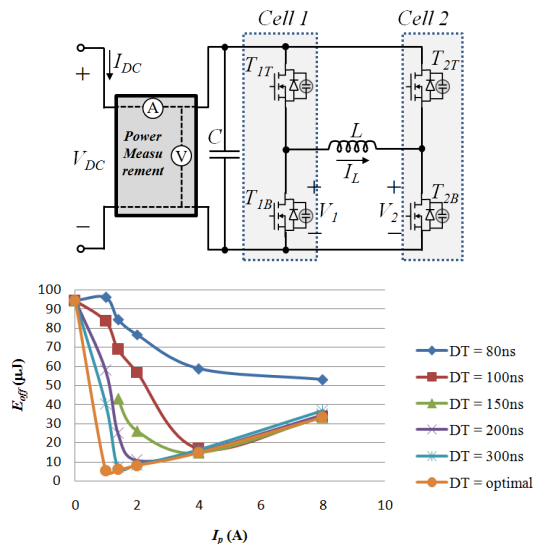 Cell 1 Cell 2
I_DC
+
A
Power
Measu
rement
V
V_DC
−
C
T_1T
T_2T
L
I_L
T_1B
T_2B
+
V_1
−
+
V_2
−
100
90
80
70
60
50
40
30
20
10
0
E_off (µJ)
0 2 4 6 8 10
I_p (A)
DT = 80ns
DT = 100ns
DT = 150ns
DT = 200ns
DT = 300ns
DT = optimal